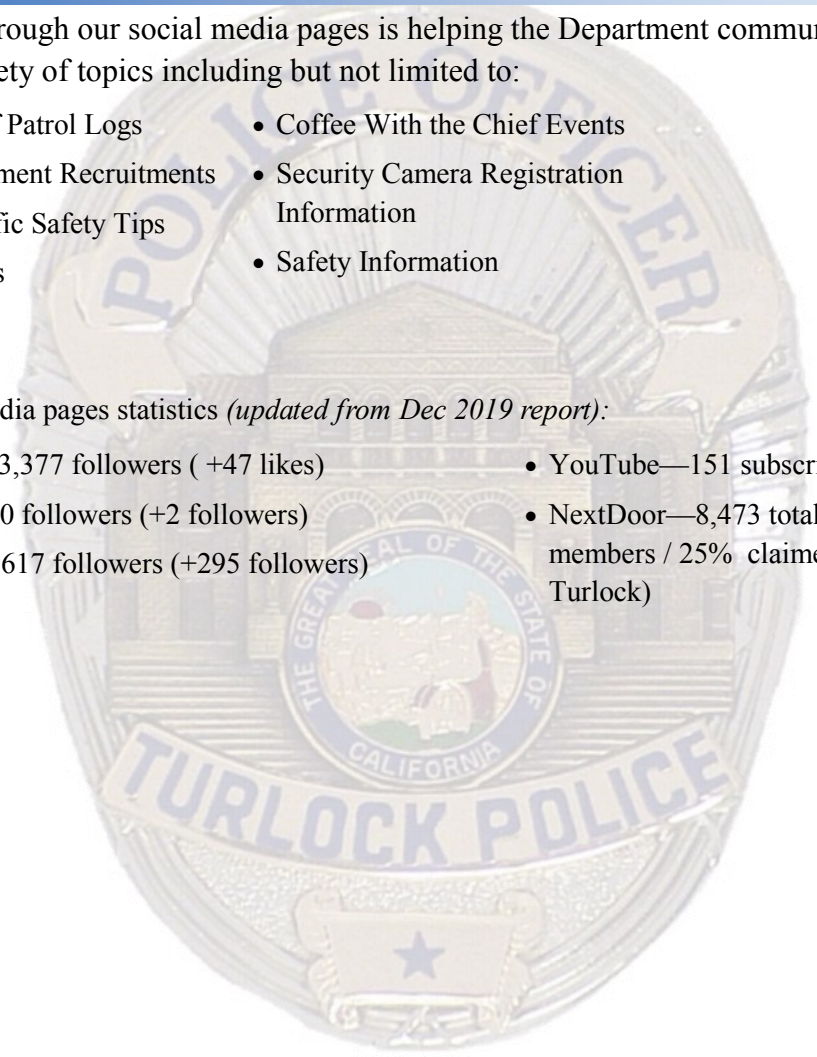 rough our social media pages is helping the Department commun
ety of topics including but not limited to:
f Patrol Logs
ment Recruitments
fic Safety Tips
s
• Coffee With the Chief Events
• Security Camera Registration
Information
• Safety Information
dia pages statistics (updated from Dec 2019 report):
3,377 followers ( +47 likes)
0 followers (+2 followers)
617 followers (+295 followers)
• YouTube—151 subscri
• NextDoor—8,473 total
members / 25%  claime
Turlock)
POLICE OFFICER
THE GREAT SEAL OF THE STATE OF
CALIFORNIA
TURLOCK POLICE